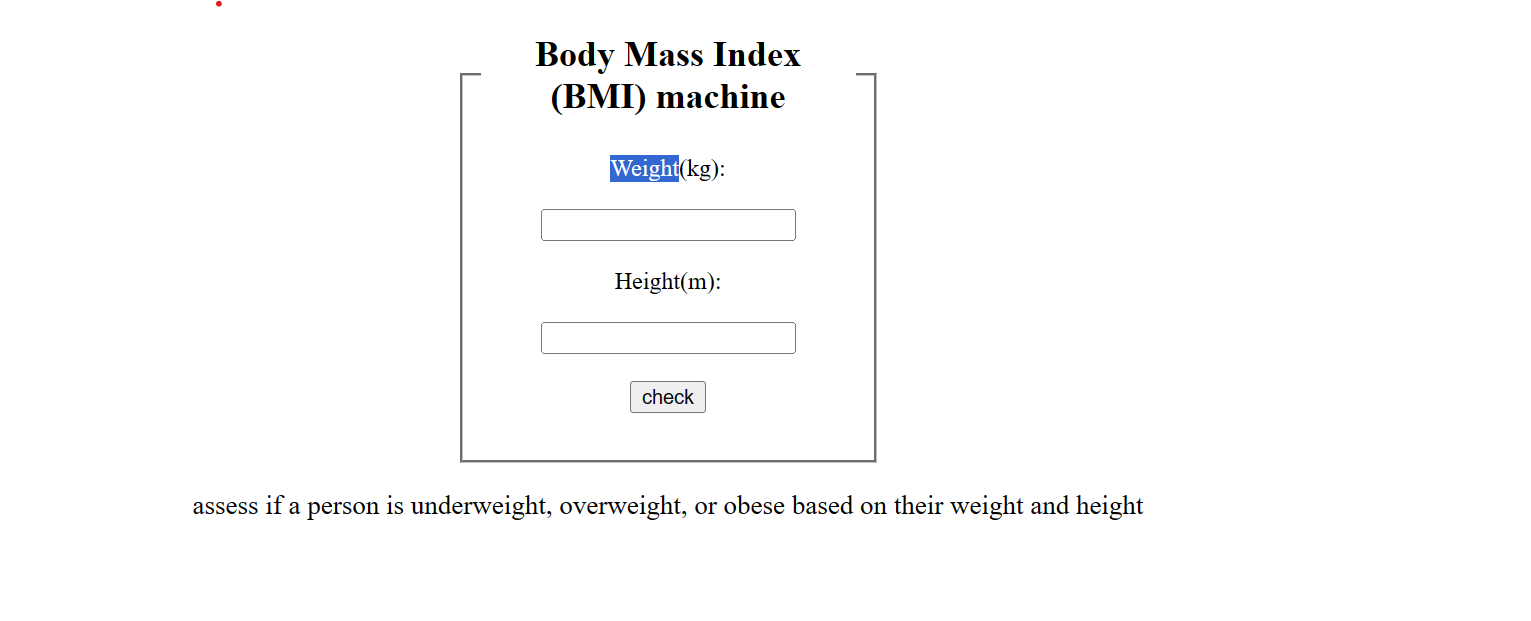 Body Mass Index
(BMI) machine
Weight(kg):
Height(m):
check
assess if a person is underweight, overweight, or obese based on their weight and height